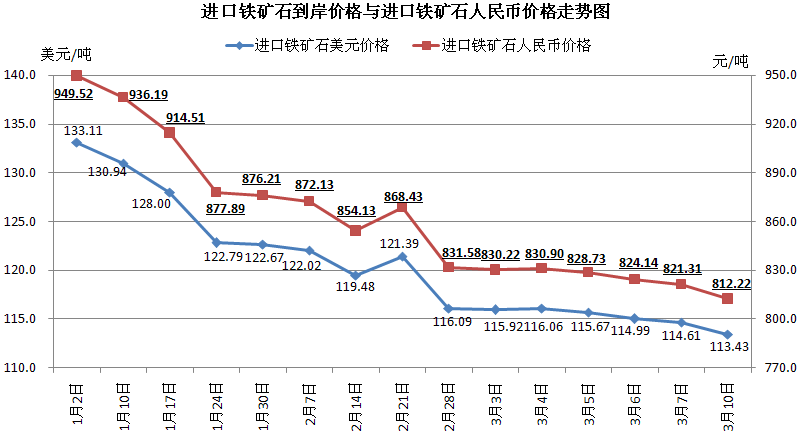 进口铁矿石到岸价格与进口铁矿石人民币价格走势图
美元/吨
进口铁矿石美元价格
进口铁矿石人民币价格
元/吨
140.0
135.0
130.0
125.0
120.0
115.0
110.0
950.0
920.0
890.0
860.0
830.0
800.0
770.0
949.52
936.19
914.51
877.89
876.21
872.13
854.13
868.43
831.58
830.22
830.90
828.73
824.14
821.31
812.22
133.11
130.94
128.00
122.79
122.67
122.02
119.48
121.39
116.09
115.92
116.06
115.67
114.99
114.61
113.43
1月2日
1月10日
1月17日
1月24日
1月30日
2月7日
2月14日
2月21日
2月28日
3月3日
3月4日
3月5日
3月6日
3月7日
3月10日